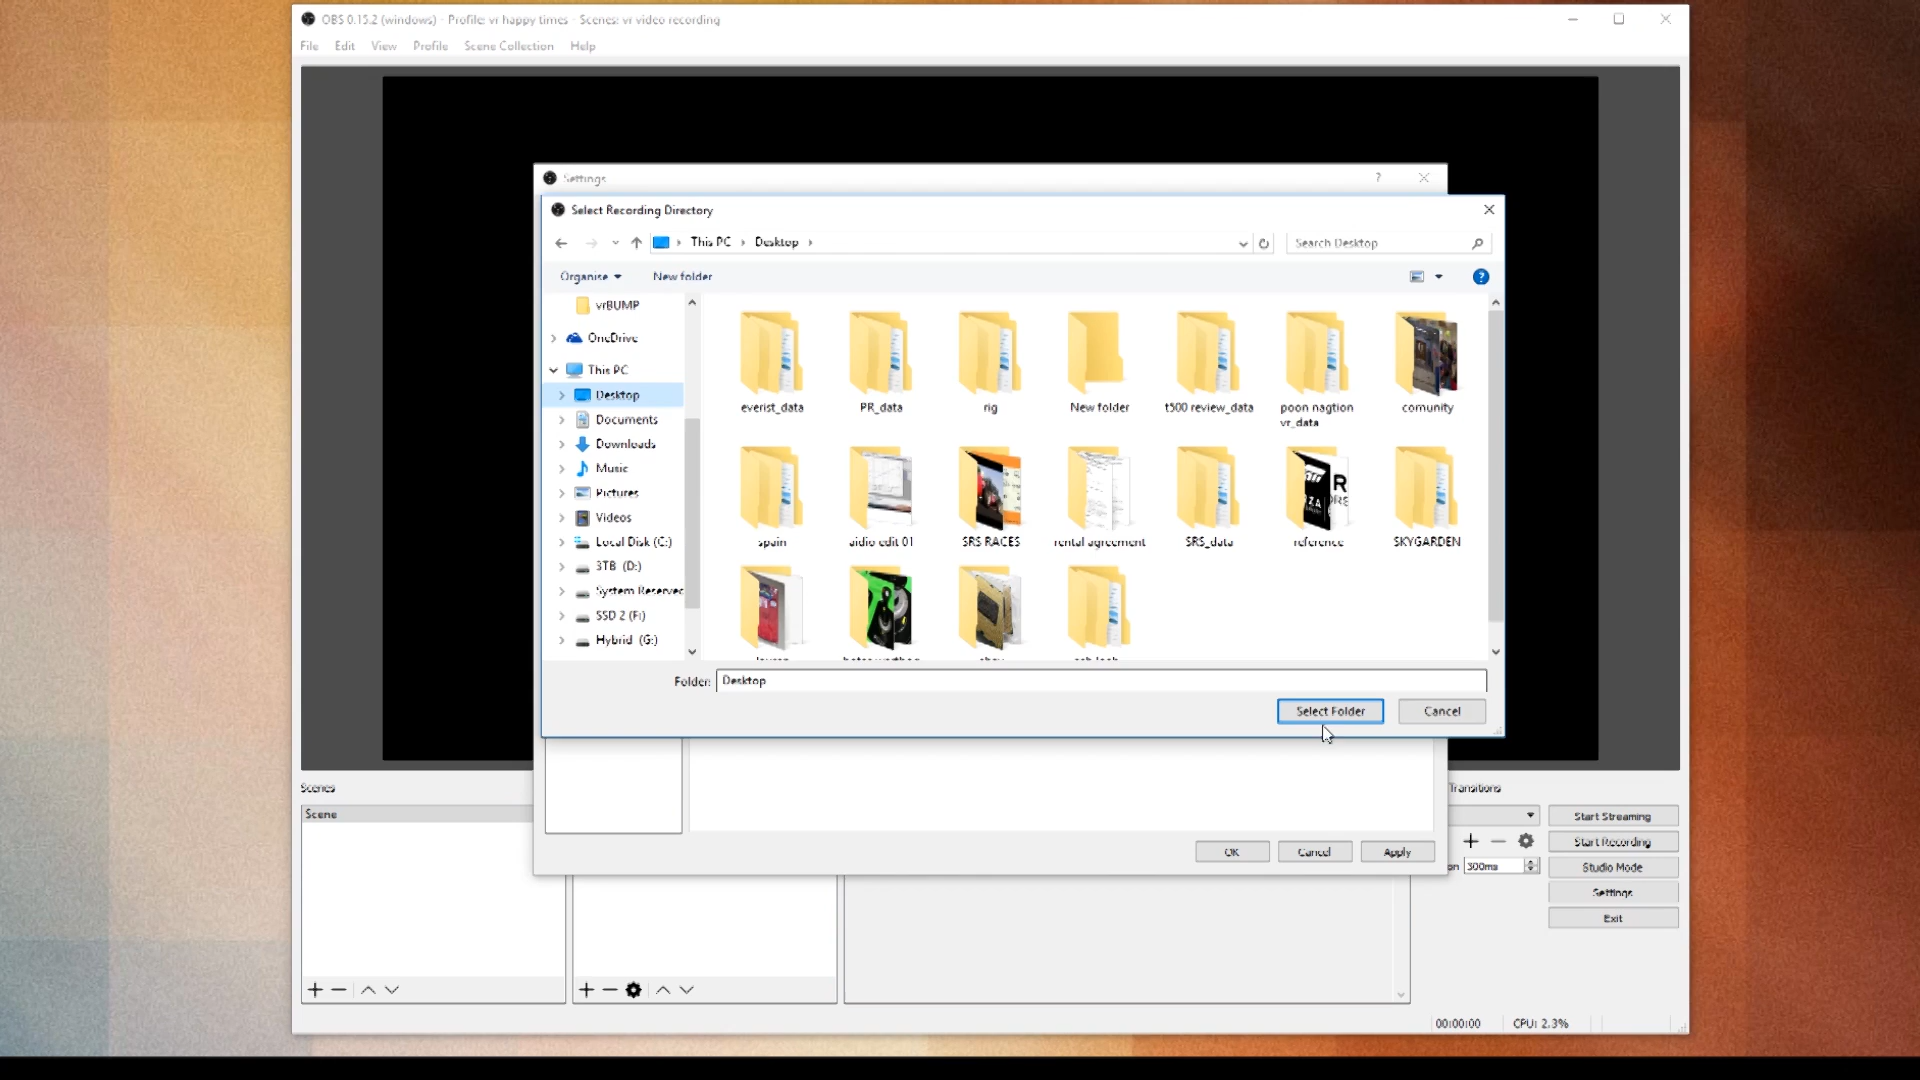 OBS 0.15.2 (windows) - Profile: vr happy times - Scenes: vr video recording
File Edit View Profile Scene Collection Help
Settings
?
Select Recording Directory
This PC > Desktop >
Search Desktop
Organise
New folder
?
vrBUMP
OneDrive
This PC
Desktop
Documents
Downloads
Music
Pictures
Videos
Local Disk (C:)
3TB (D:)
System Reserved
SSD 2 (F:)
Hybrid (G:)
everist_data
PR_data
rig
New folder
t500 review_data
poon nagtion
vr_data
comunity
spain
aidio edit 01
SRS RACES
rental agreement
SRS_data
reference
SKYGARDEN
Folder: Desktop
Select Folder
Cancel
OK
Cancel
Apply
Scenes
Scene
Transitions
300ms
Start Streaming
Start Recording
Studio Mode
Settings
Exit
00:00:00
CPU: 2.3%